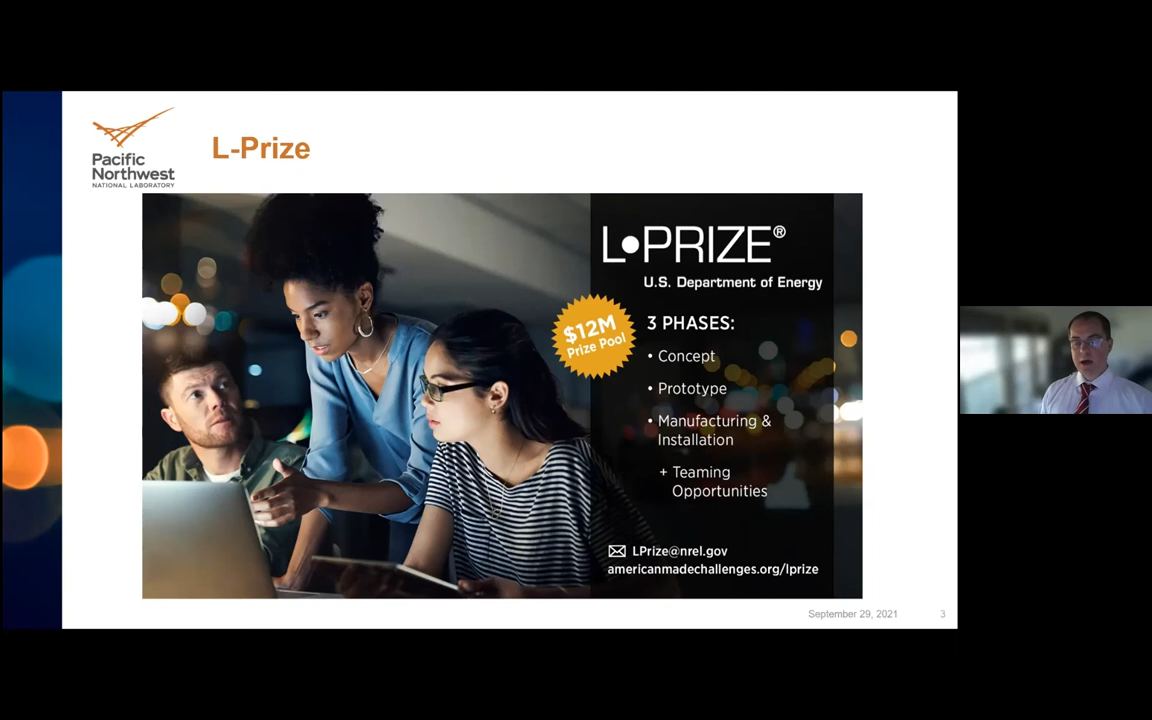 Pacific
Northwest
NATIONAL LABORATORY
L-Prize
L•PRIZE®
U.S. Department of Energy
$12M
Prize Pool
3 PHASES:
• Concept
• Prototype
• Manufacturing &
Installation
+ Teaming
Opportunities
LPrize@nrel.gov
americanmadechallenges.org/lprize
September 29, 2021
3